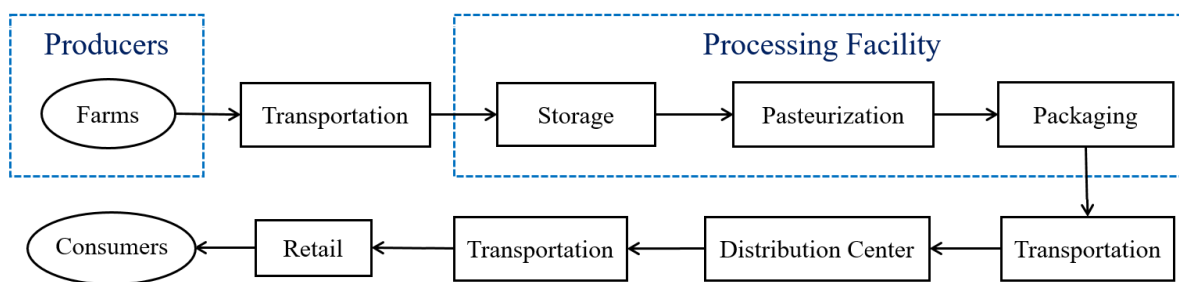 Producers
Processing Facility
Farms
Transportation
Storage
Pasteurization
Packaging
Consumers
Retail
Transportation
Distribution Center
Transportation